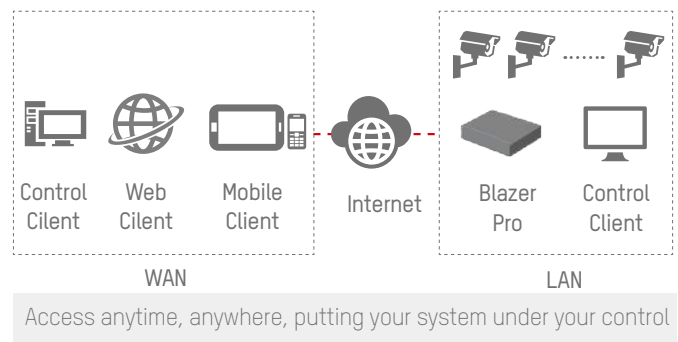 Control Web Mobile Internet Blazer Control
Cilent Cilent Client Pro Client
WAN LAN
Access anytime, anywhere, putting your system under your control